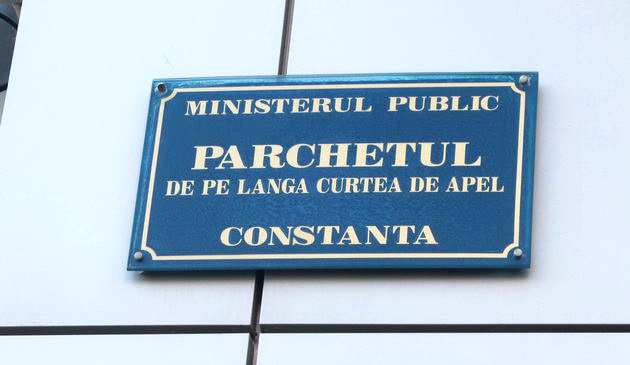 MINISTERUL PUBLIC
PARCHETUL
DE PE LANGA CURTEA DE APEL
CONSTANTA